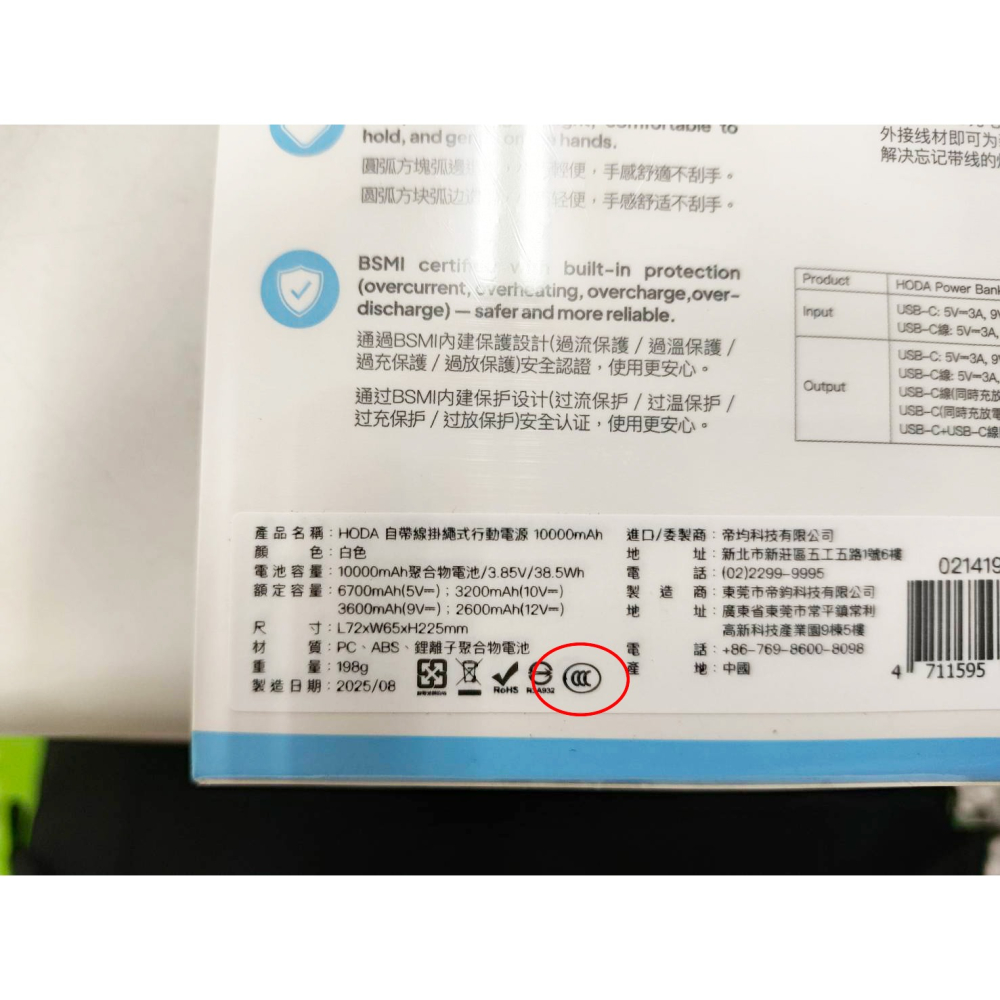 comfortable to
hold, and hands.
圓弧方塊弧邊 輕便，手感舒適不刮手。
圆弧方块弧边 轻便，手感舒适不刮手。
外接线材即可为
解决忘记带线的
BSMI built-in protection
(overcurrent, overheating, overcharge,over-
discharge) — safer and more reliable.
通過BSMI內建保護設計(過流保護 / 過溫保護 /
過充保護 / 過放保護)安全認證，使用更安心。
通过BSMI内建保护设计(过流保护 / 过温保护 /
过充保护 / 过放保护)安全认证，使用更安心。
Product HODA Power Bank
Input USB-C: 5V⎓3A,
USB-C線: 5V⎓3A,
Output USB-C: 5V⎓3A,
USB-C線: 5V⎓3A,
USB-C線(同時充放
USB-C(同時充放電
USB-C+USB-C線
產品名稱：HODA 自帶線掛繩式行動電源 10000mAh
顏 色：白色
電池容量：10000mAh聚合物電池/3.85V/38.5Wh
額定容量：6700mAh(5V⎓)；3200mAh(10V⎓)
3600mAh(9V⎓)；2600mAh(12V⎓)
尺 寸：L72xW65xH225mm
材 質：PC、ABS、鋰離子聚合物電池
重 量：198g
製造日期：2025/08
RoHS
CCC
進口/委製商：帝均科技有限公司
地 址：新北市新莊區五工五路1號6樓
電 話：(02)2299-9995
製 造 商：東莞市帝鈞科技有限公司
地 址：廣東省東莞市常平鎮常利
高新科技產業園9棟5樓
電 話：+86-769-8600-8098
產 地：中國
021419
4 711595